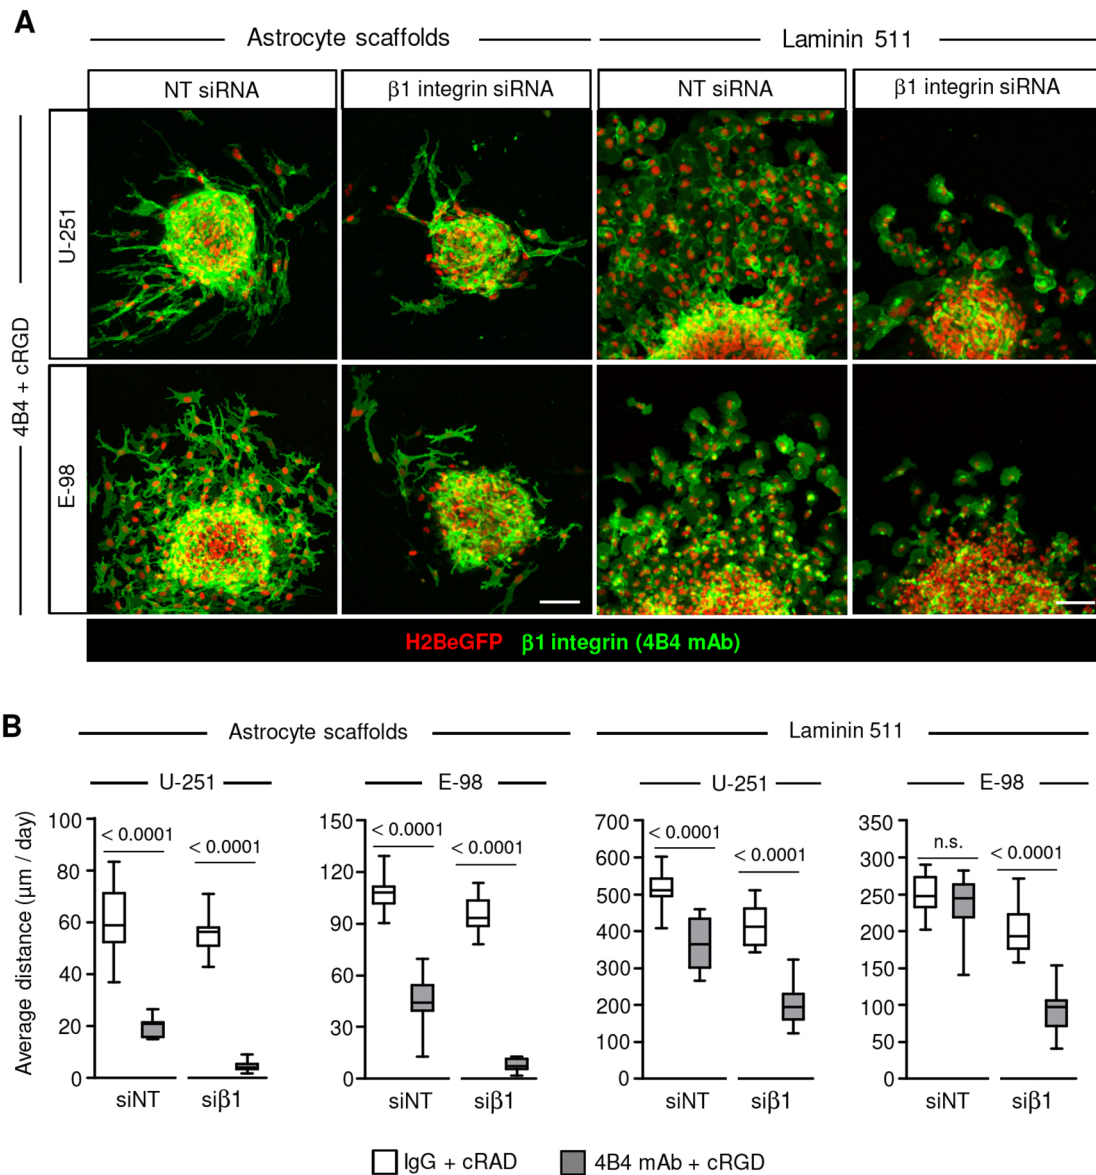 A
Astrocyte scaffolds
Laminin 511
NT siRNA
β1 integrin siRNA
NT siRNA
β1 integrin siRNA
4B4 + cRGD
U-251
E-98
H2BeGFP β1 integrin (4B4 mAb)
B
Astrocyte scaffolds
Laminin 511
U-251
E-98
U-251
E-98
Average distance (μm / day)
100
80
60
40
20
0
< 0.0001
< 0.0001
siNT
siβ1
150
120
90
60
30
0
< 0.0001
< 0.0001
siNT
siβ1
700
600
500
400
300
200
100
0
< 0.0001
< 0.0001
siNT
siβ1
350
300
250
200
150
100
50
0
n.s.
< 0.0001
siNT
siβ1
IgG + cRAD
4B4 mAb + cRGD